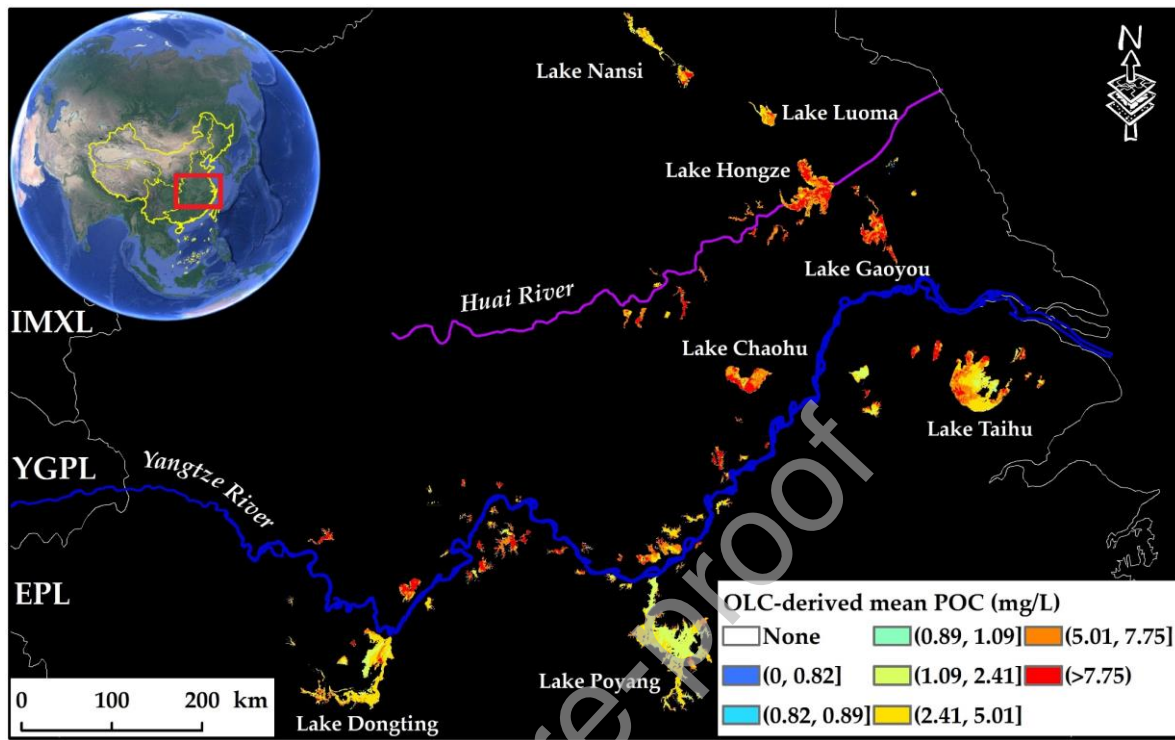 N
Lake Nansi
Lake Luoma
Lake Hongze
Lake Gaoyou
Huai River
IMXL
Lake Chaohu
Lake Taihu
YGPL
Yangtze River
EPL
Lake Poyang
Lake Dongting
0 100 200 km
OLC-derived mean POC (mg/L)
None
(0, 0.82]
(0.82, 0.89]
(0.89, 1.09]
(1.09, 2.41]
(2.41, 5.01]
(5.01, 7.75]
(>7.75)
re-proof